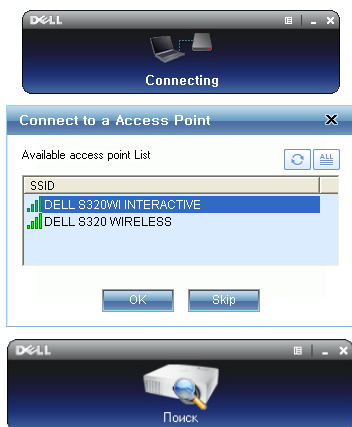 DELL
Connecting
Connect to a Access Point
Available access point List
ALL
SSID
DELL S320WI INTERACTIVE
DELL S320 WIRELESS
OK Skip
DELL
Поиск